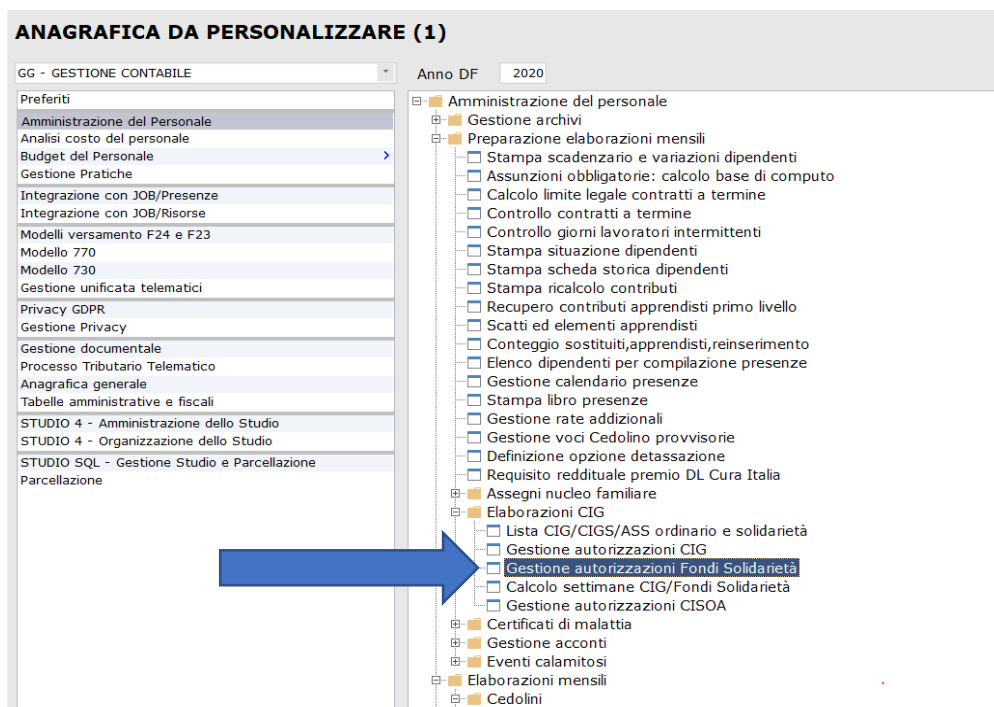 ANAGRAFICA DA PERSONALIZZARE (1)
GG - GESTIONE CONTABILE
Anno DF 2020
Preferiti
Amministrazione del Personale
Analisi costo del personale
Budget del Personale
Gestione Pratiche
Integrazione con JOB/Presenze
Integrazione con JOB/Risorse
Modelli versamento F24 e F23
Modello 770
Modello 730
Gestione unificata telematici
Privacy GDPR
Gestione Privacy
Gestione documentale
Processo Tributario Telematico
Anagrafica generale
Tabelle amministrative e fiscali
STUDIO 4 - Amministrazione dello Studio
STUDIO 4 - Organizzazione dello Studio
STUDIO SQL - Gestione Studio e Parcellazione
Parcellazione
Amministrazione del personale
Gestione archivi
Preparazione elaborazioni mensili
Stampa scadenzario e variazioni dipendenti
Assunzioni obbligatorie: calcolo base di computo
Calcolo limite legale contratti a termine
Controllo contratti a termine
Controllo giorni lavoratori intermittenti
Stampa situazione dipendenti
Stampa scheda storica dipendenti
Stampa ricalcolo contributi
Recupero contributi apprendisti primo livello
Scatti ed elementi apprendisti
Conteggio sostituiti,apprendisti,reinserimento
Elenco dipendenti per compilazione presenze
Gestione calendario presenze
Stampa libro presenze
Gestione rate addizionali
Gestione voci Cedolino provvisorie
Definizione opzione detassazione
Requisito reddituale premio DL Cura Italia
Assegni nucleo familiare
Elaborazioni CIG
Lista CIG/CIGS/ASS ordinario e solidarietà
Gestione autorizzazioni CIG
Gestione autorizzazioni Fondi Solidarietà
Calcolo settimane CIG/Fondi Solidarietà
Gestione autorizzazioni CISOA
Certificati di malattia
Gestione acconti
Eventi calamitosi
Elaborazioni mensili
Cedolini